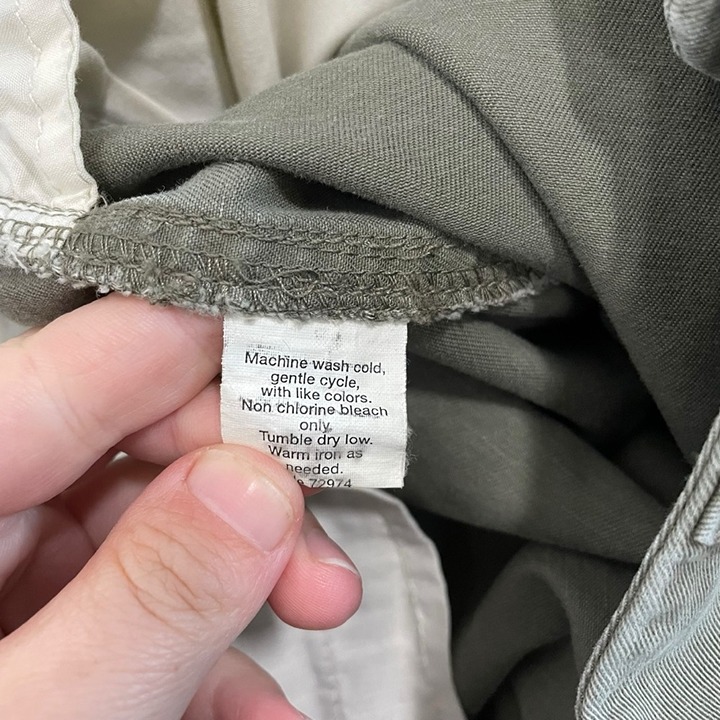 Machine wash cold,
gentle cycle,
with like colors.
Non chlorine bleach
only.
Tumble dry low.
Warm iron as
needed.
72974